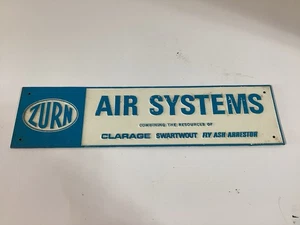 ZURN
AIR SYSTEMS
COMBINING THE RESOURCES OF
CLARAGE SWARTWOUT FLY ASH ARRESTOR